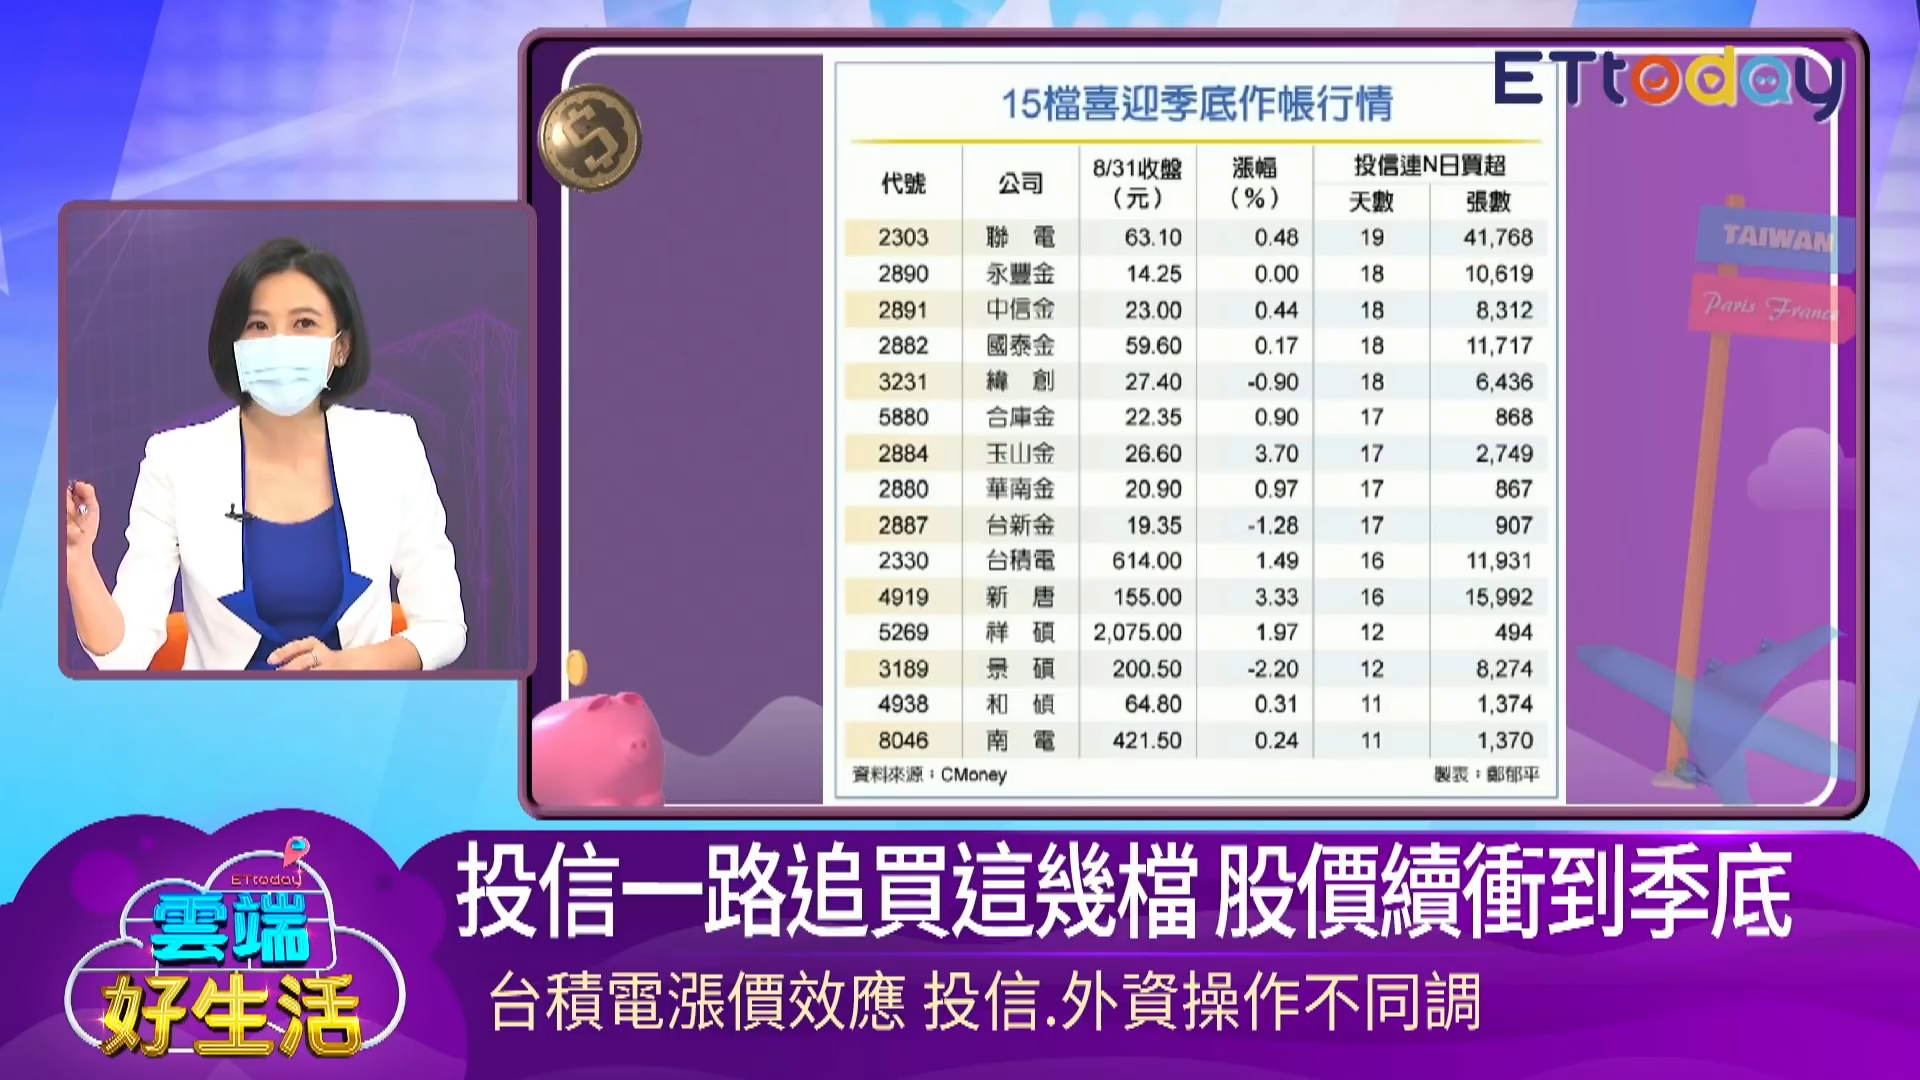 ETtoday
15檔喜迎季底作帳行情
代號 公司 8/31收盤(元) 漲幅(%) 投信連N日買超
天數 張數
2303 聯電 63.10 0.48 19 41,768
2890 永豐金 14.25 0.00 18 10,619
2891 中信金 23.00 0.44 18 8,312
2882 國泰金 59.60 0.17 18 11,717
3231 緯創 27.40 -0.90 18 6,436
5880 合庫金 22.35 0.90 17 868
2884 玉山金 26.60 3.70 17 2,749
2880 華南金 20.90 0.97 17 867
2887 台新金 19.35 -1.28 17 907
2330 台積電 614.00 1.49 16 11,931
4919 新唐 155.00 3.33 16 15,992
5269 祥碩 2,075.00 1.97 12 494
3189 景碩 200.50 -2.20 12 8,274
4938 和碩 64.80 0.31 11 1,374
8046 南電 421.50 0.24 11 1,370
資料來源：CMoney 製表：鄭郁平
TAIWAN
Paris France
投信一路追買這幾檔 股價續衝到季底
台積電漲價效應 投信.外資操作不同調
ETtoday
雲端
好生活